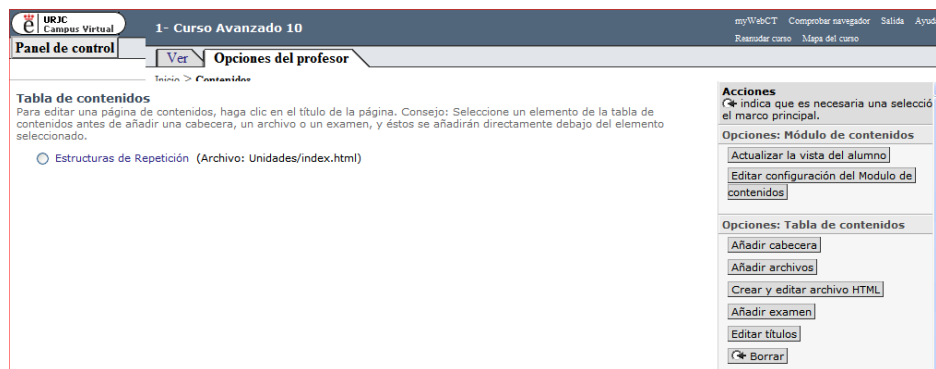 URJC
Campus Virtual
1- Curso Avanzado 10
myWebCT Comprobar navegador Salida Ayud
Reanudar curso Mapa del curso
Panel de control
Ver Opciones del profesor
Inicio > Contenidos
Tabla de contenidos
Para editar una página de contenidos, haga clic en el título de la página. Consejo: Seleccione un elemento de la tabla de
contenidos antes de añadir una cabecera, un archivo o un examen, y éstos se añadirán directamente debajo del elemento
seleccionado.
Estructuras de Repetición (Archivo: Unidades/index.html)
Acciones
indica que es necesaria una selecció
el marco principal.
Opciones: Módulo de contenidos
Actualizar la vista del alumno
Editar configuración del Modulo de
contenidos
Opciones: Tabla de contenidos
Añadir cabecera
Añadir archivos
Crear y editar archivo HTML
Añadir examen
Editar títulos
Borrar